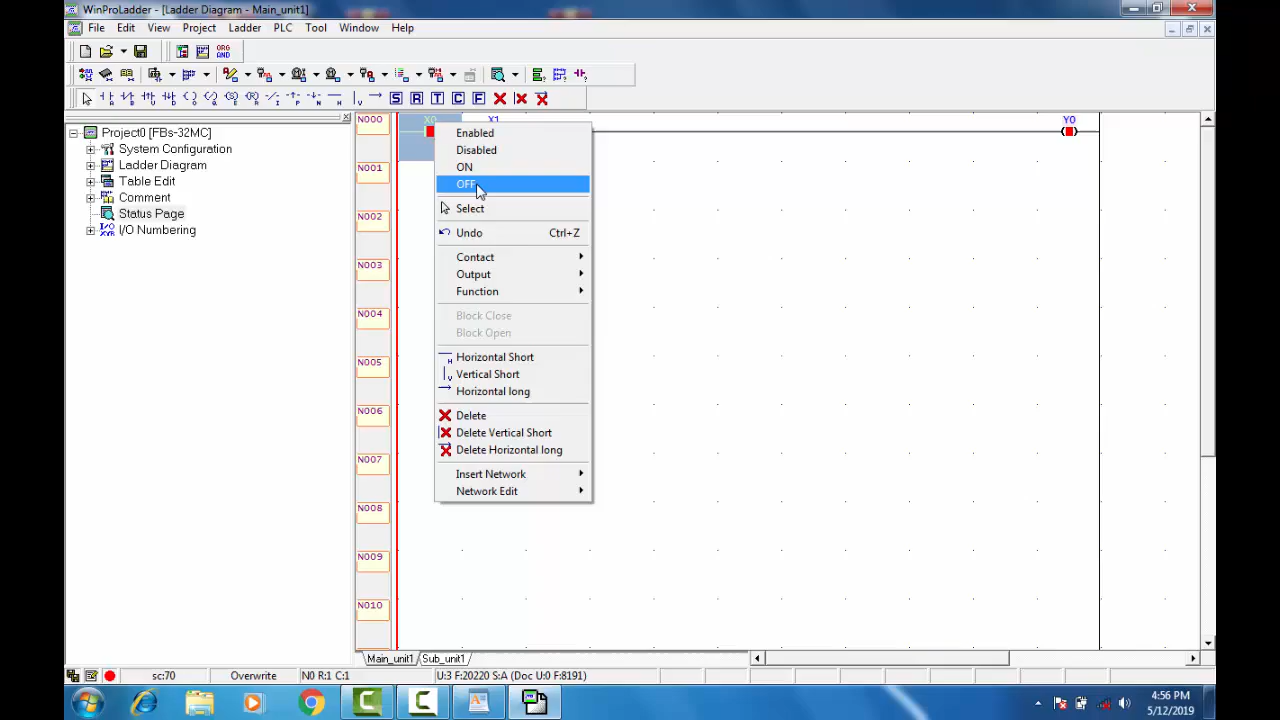 WinProLadder - [Ladder Diagram - Main_unit1]
File Edit View Project Ladder PLC Tool Window Help
ORG
AND
S R T C F
N000
X0 X1 Y0
Project0 [FBs-32MC]
System Configuration
Ladder Diagram
Table Edit
Comment
Status Page
I/O Numbering
Enabled
Disabled
ON
OFF
Select
Undo Ctrl+Z
Contact
Output
Function
Block Close
Block Open
Horizontal Short
Vertical Short
Horizontal long
Delete
Delete Vertical Short
Delete Horizontal long
Insert Network
Network Edit
N001
N002
N003
N004
N005
N006
N007
N008
N009
N010
Main_unit1 Sub_unit1
sc:70 Overwrite N0 R:1 C:1 U:3 F:20220 S:A (Doc U:0 F:8191)
4:56 PM
5/12/2019